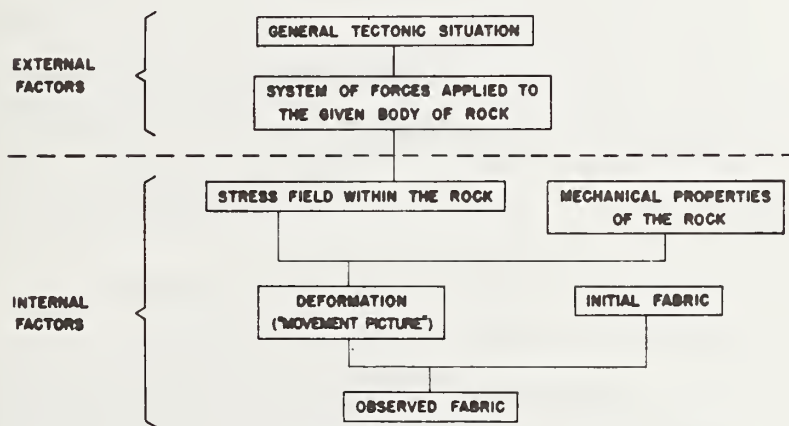 GENERAL TECTONIC SITUATION
EXTERNAL
FACTORS
SYSTEM OF FORCES APPLIED TO
THE GIVEN BODY OF ROCK
STRESS FIELD WITHIN THE ROCK
MECHANICAL PROPERTIES
OF THE ROCK
INTERNAL
FACTORS
DEFORMATION
("MOVEMENT PICTURE")
INITIAL FABRIC
OBSERVED FABRIC